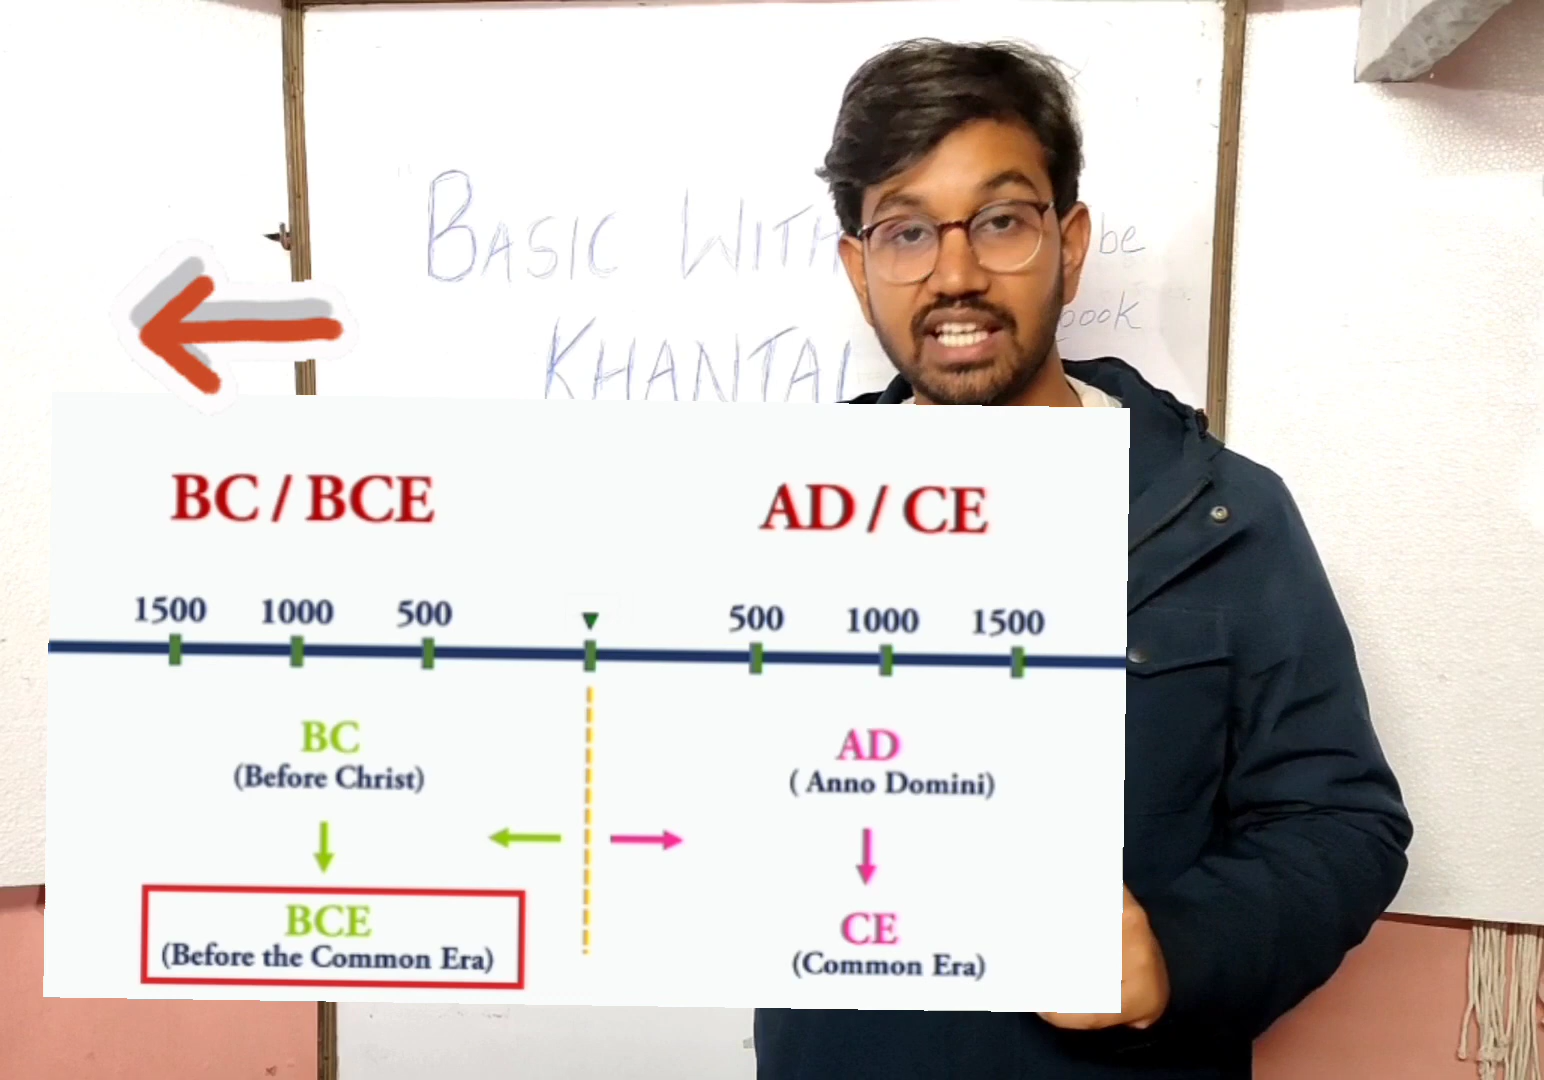 BASIC WITH
be
KHANTAL
book
BC / BCE
AD / CE
1500 1000 500
500 1000 1500
BC
(Before Christ)
AD
( Anno Domini)
BCE
(Before the Common Era)
CE
(Common Era)